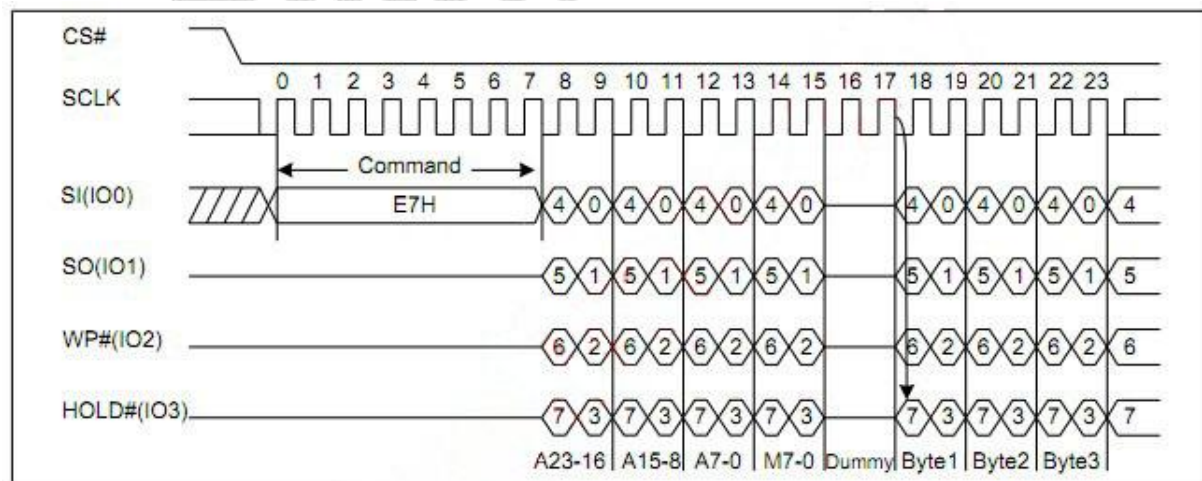 CS#
0 1 2 3 4 5 6 7 8 9 10 11 12 13 14 15 16 17 18 19 20 21 22 23
SCLK
Command
SI(IO0) E7H 4 0 4 0 4 0 4 0 4 0 4 0 4 0 4
SO(IO1) 5 1 5 1 5 1 5 1 5 1 5 1 5 1 5
WP#(IO2) 6 2 6 2 6 2 6 2 6 2 6 2 6 2 6
HOLD#(IO3) 7 3 7 3 7 3 7 3 7 3 7 3 7 3 7
A23-16 A15-8 A7-0 M7-0 Dummy Byte1 Byte2 Byte3